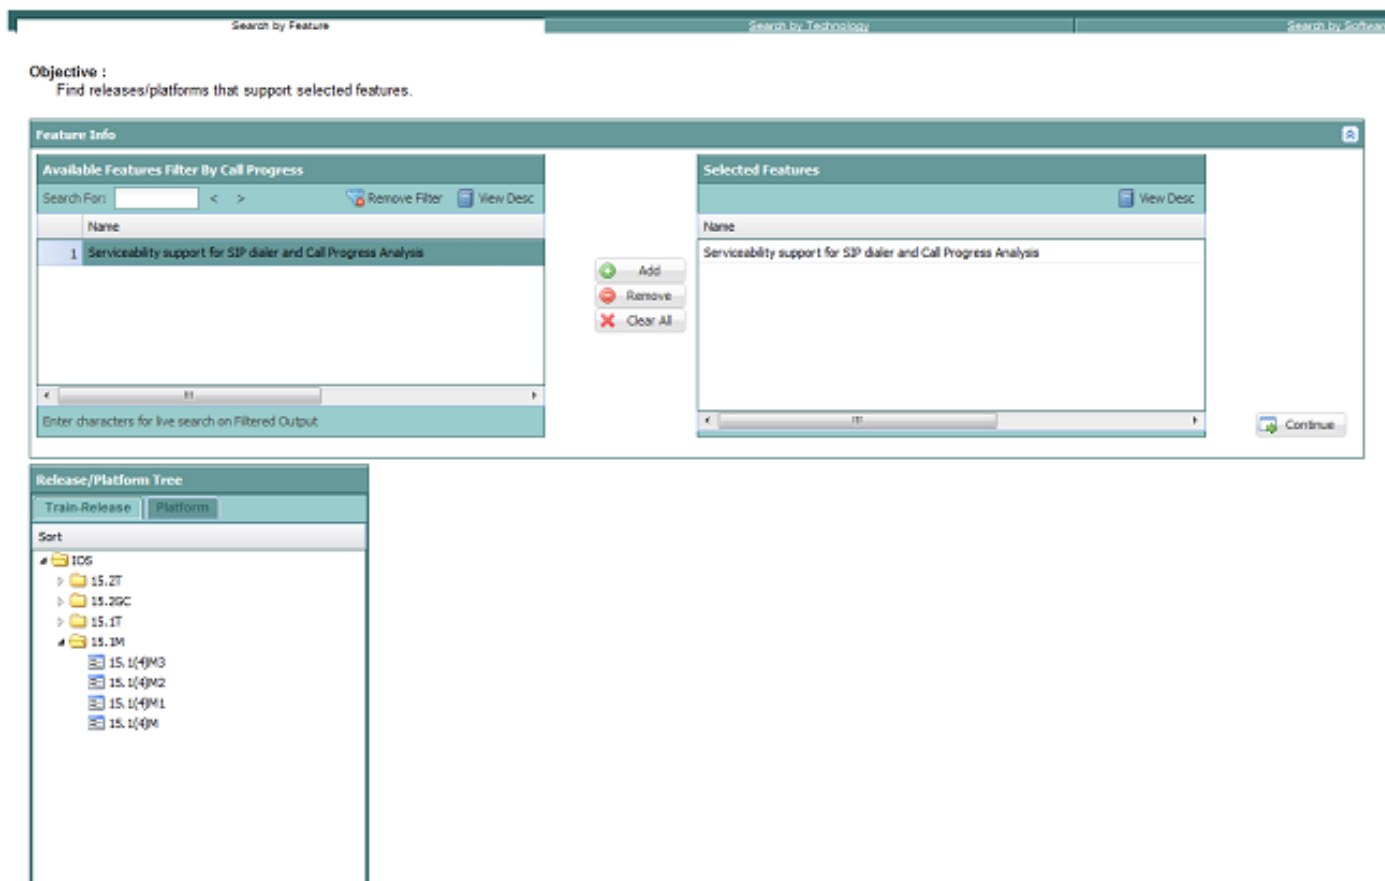 Search by Feature
Search by Technology
Search by Softwar
Objective :
Find releases/platforms that support selected features.
Feature Info
Available Features Filter By Call Progress
Search For:
<
>
Remove Filter
View Desc
Name
1 Serviceability support for SIP dialer and Call Progress Analysis
Add
Remove
Clear All
Enter characters for live search on Filtered Output
Selected Features
View Desc
Name
Serviceability support for SIP dialer and Call Progress Analysis
Continue
Release/Platform Tree
Train-Release
Platform
Sort
IOS
15.2T
15.2GC
15.1T
15.1M
15.1(4)M3
15.1(4)M2
15.1(4)M1
15.1(4)M